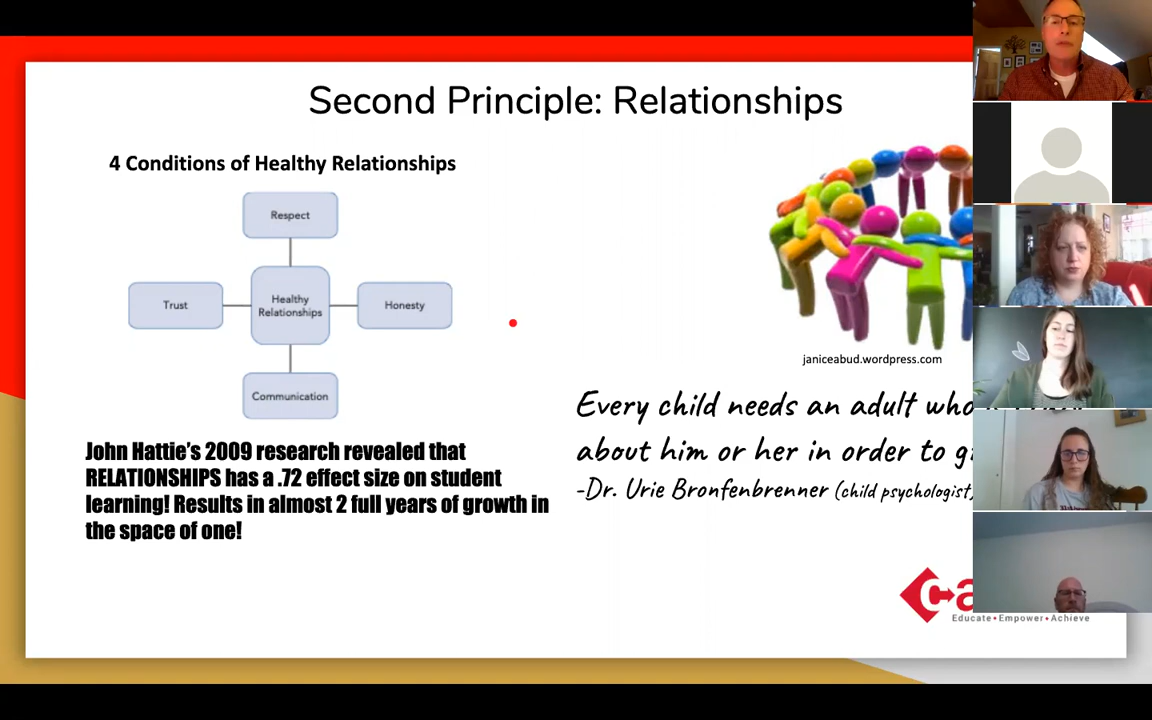 Second Principle: Relationships
4 Conditions of Healthy Relationships
Respect
Trust
Healthy
Relationships
Honesty
Communication
janiceabud.wordpress.com
John Hattie's 2009 research revealed that
RELATIONSHIPS has a .72 effect size on student
learning! Results in almost 2 full years of growth in
the space of one!
Every child needs an adult who
about him or her in order to
-Dr. Urie Bronfenbrenner (child psychologist)
Educate•Empower•Achieve